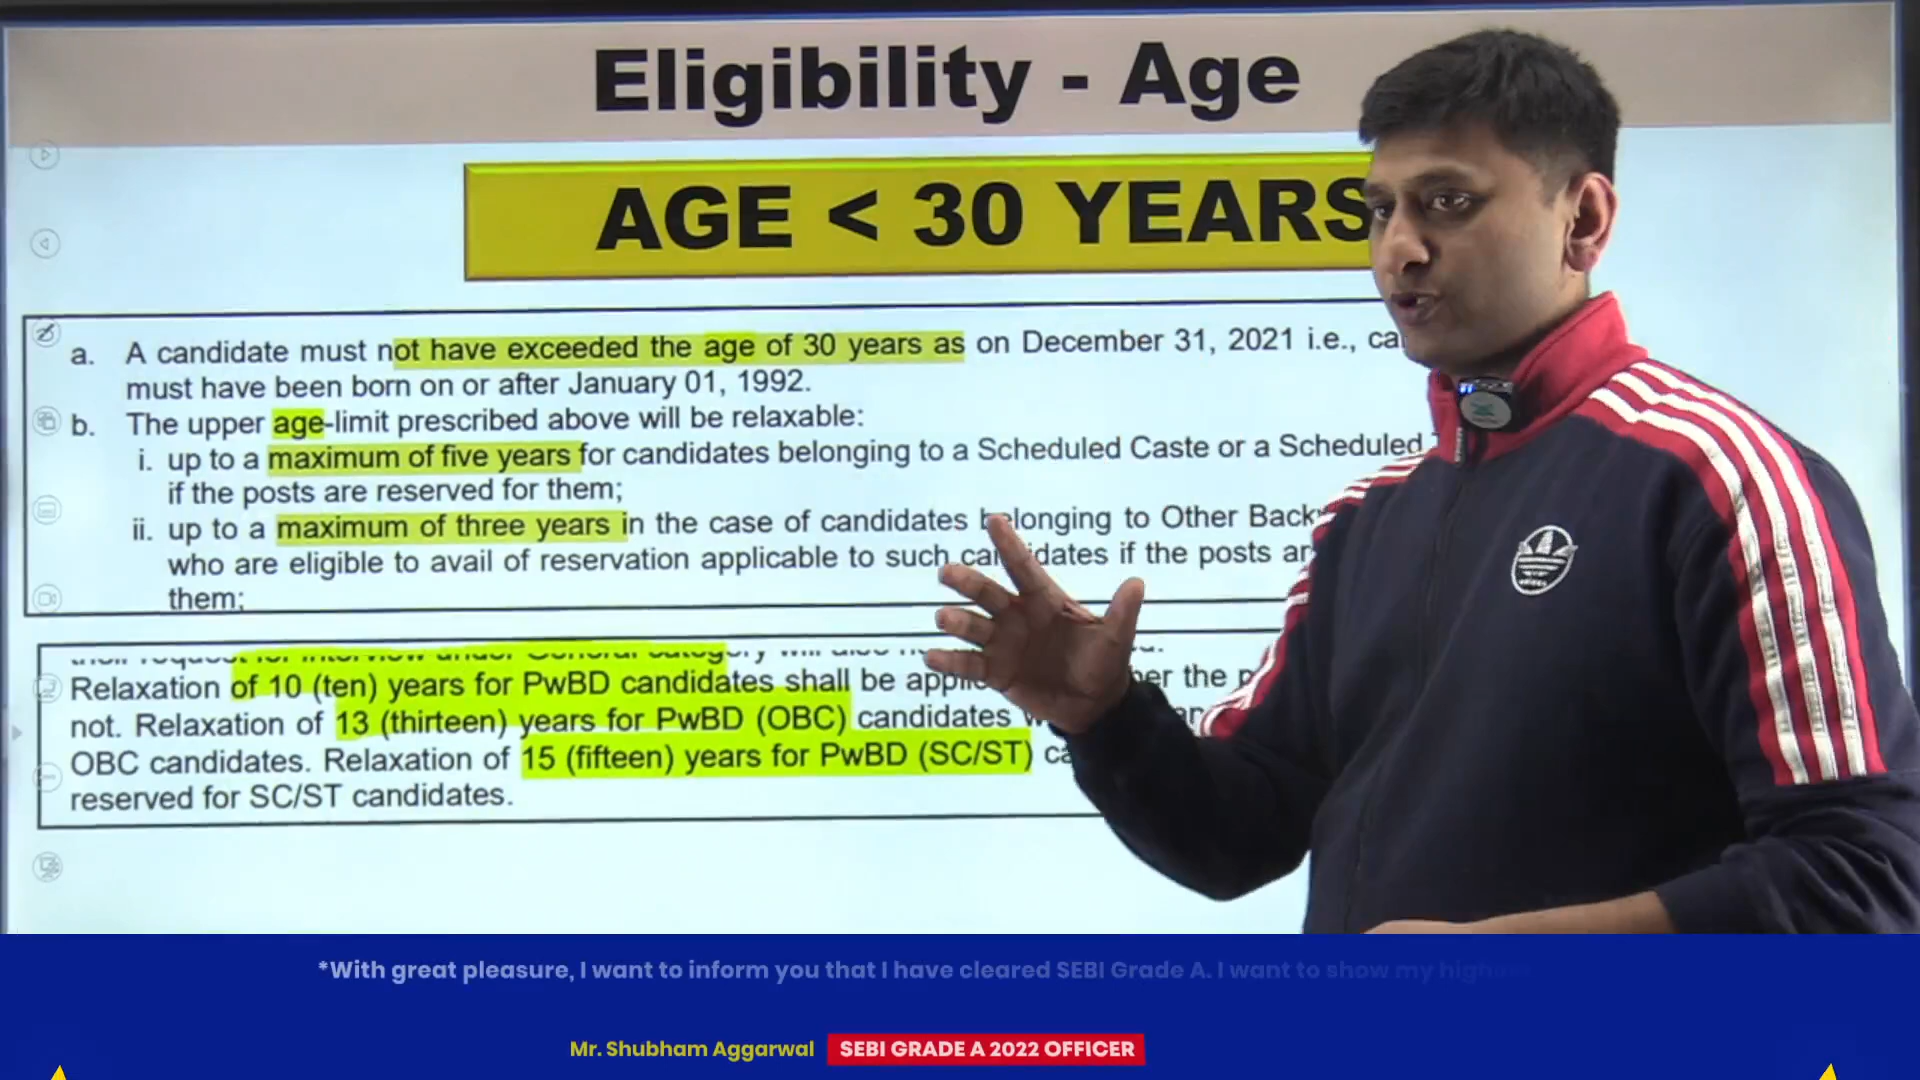 Eligibility - Age
AGE < 30 YEARS
a. A candidate must not have exceeded the age of 30 years as on December 31, 2021 i.e.,
must have been born on or after January 01, 1992.
b. The upper age-limit prescribed above will be relaxable:
i. up to a maximum of five years for candidates belonging to a Scheduled Caste or a Scheduled
if the posts are reserved for them;
ii. up to a maximum of three years in the case of candidates belonging to Other
who are eligible to avail of reservation applicable to such candidates if the posts
them;
Relaxation of 10 (ten) years for PwBD candidates shall be the
not. Relaxation of 13 (thirteen) years for PwBD (OBC) candidates
OBC candidates. Relaxation of 15 (fifteen) years for PwBD (SC/ST)
reserved for SC/ST candidates.
*With great pleasure, I want to inform you that I have cleared SEBI Grade A. I want to show my
Mr. Shubham Aggarwal SEBI GRADE A 2022 OFFICER